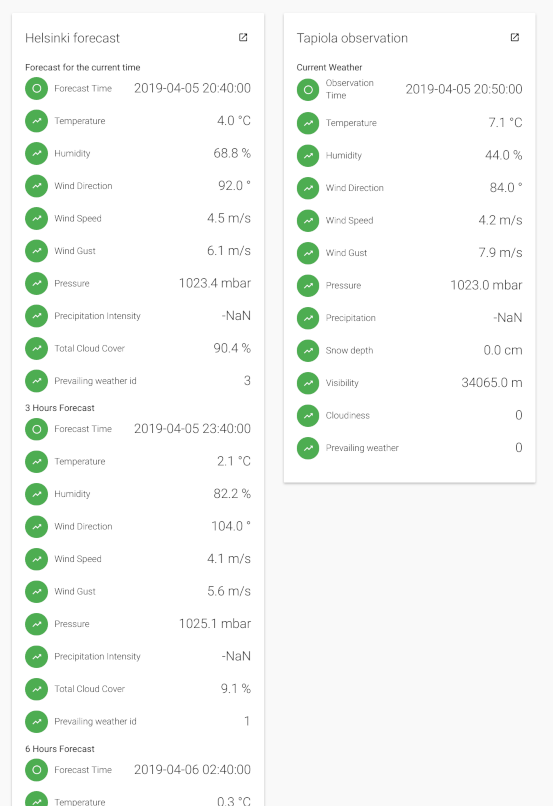 Helsinki forecast
Forecast for the current time
Forecast Time 2019-04-05 20:40:00
Temperature 4.0 °C
Humidity 68.8 %
Wind Direction 92.0 °
Wind Speed 4.5 m/s
Wind Gust 6.1 m/s
Pressure 1023.4 mbar
Precipitation Intensity -NaN
Total Cloud Cover 90.4 %
Prevailing weather id 3
3 Hours Forecast
Forecast Time 2019-04-05 23:40:00
Temperature 2.1 °C
Humidity 82.2 %
Wind Direction 104.0 °
Wind Speed 4.1 m/s
Wind Gust 5.6 m/s
Pressure 1025.1 mbar
Precipitation Intensity -NaN
Total Cloud Cover 9.1 %
Prevailing weather id 1
6 Hours Forecast
Forecast Time 2019-04-06 02:40:00
Temperature 0.3 °C
Tapiola observation
Current Weather
Observation
Time 2019-04-05 20:50:00
Temperature 7.1 °C
Humidity 44.0 %
Wind Direction 84.0 °
Wind Speed 4.2 m/s
Wind Gust 7.9 m/s
Pressure 1023.0 mbar
Precipitation -NaN
Snow depth 0.0 cm
Visibility 34065.0 m
Cloudiness 0
Prevailing weather 0